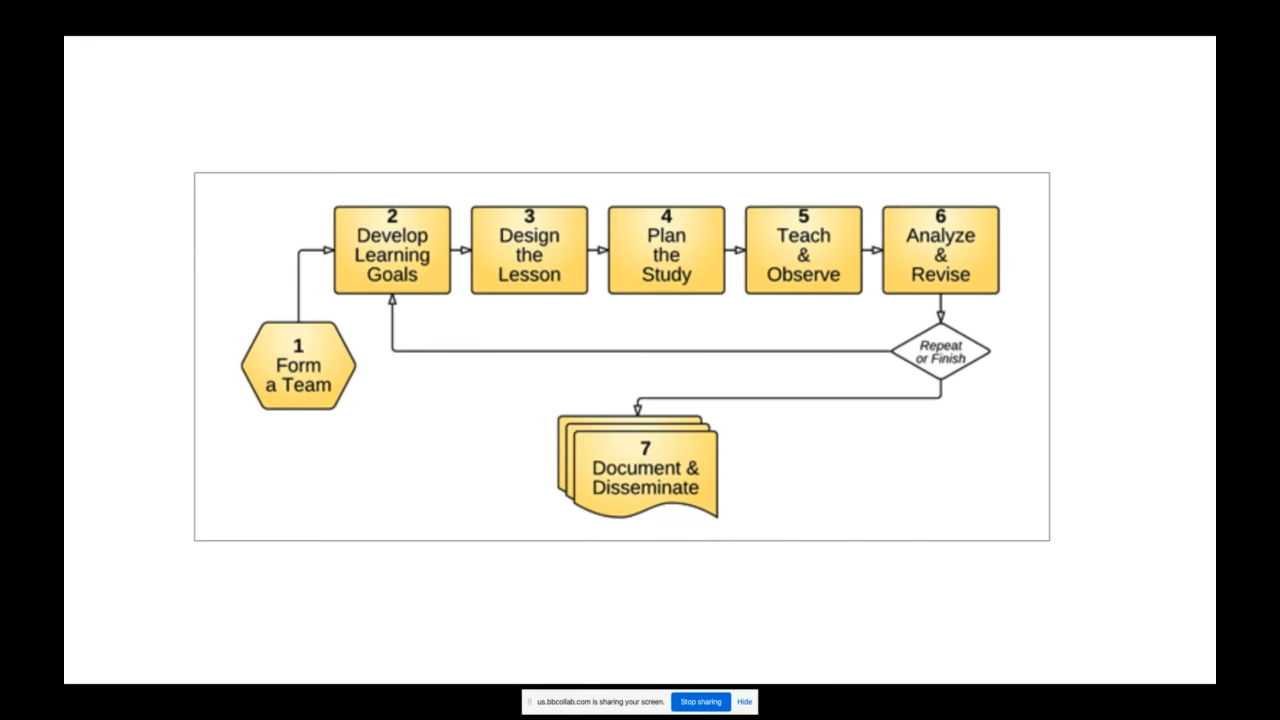 2
Develop
Learning
Goals
3
Design
the
Lesson
4
Plan
the
Study
5
Teach
&
Observe
6
Analyze
&
Revise
1
Form
a Team
Repeat
or Finish
7
Document &
Disseminate
us.bbcollab.com is sharing your screen.
Stop sharing
Hide